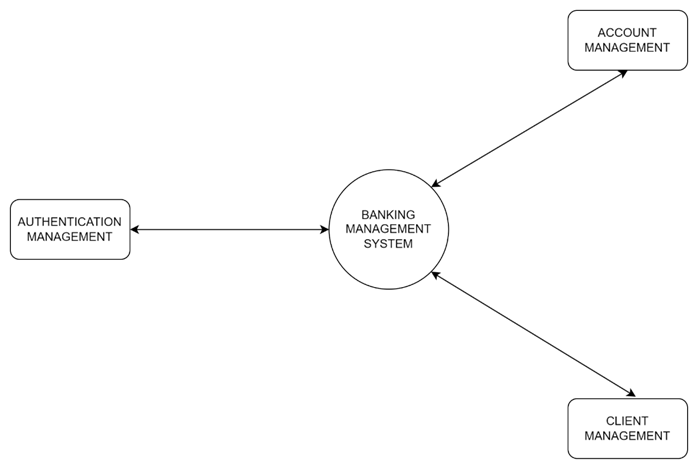 ACCOUNT
MANAGEMENT
AUTHENTICATION
MANAGEMENT
BANKING
MANAGEMENT
SYSTEM
CLIENT
MANAGEMENT